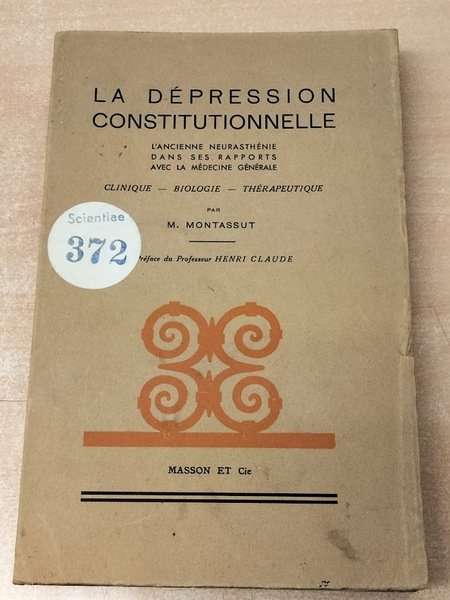 LA DÉPRESSION
CONSTITUTIONNELLE
L'ANCIENNE NEURASTHÉNIE
DANS SES RAPPORTS
AVEC LA MÉDECINE GÉNÉRALE
CLINIQUE — BIOLOGIE — THÉRAPEUTIQUE
PAR
M. MONTASSUT
Scientiae
372
Préface du Professeur HENRI CLAUDE
MASSON ET Cie